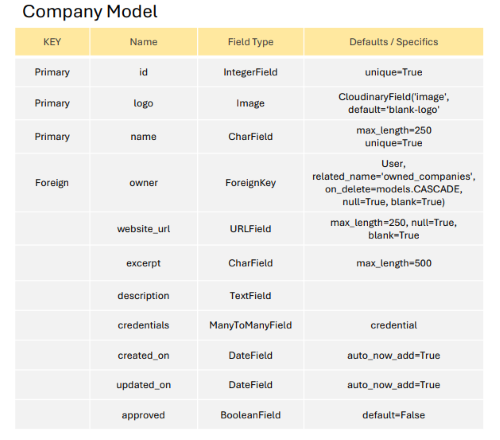 Company Model
KEY Name Field Type Defaults / Specifics
Primary id IntegerField unique=True
Primary logo Image CloudinaryField('image',
default='blank-logo'
Primary name CharField max_length=250
unique=True
Foreign owner ForeignKey User,
related_name='owned_companies',
on_delete=models.CASCADE,
null=True, blank=True)
website_url URLField max_length=250, null=True,
blank=True
excerpt CharField max_length=500
description TextField
credentials ManyToManyField credential
created_on DateField auto_now_add=True
updated_on DateField auto_now_add=True
approved BooleanField default=False